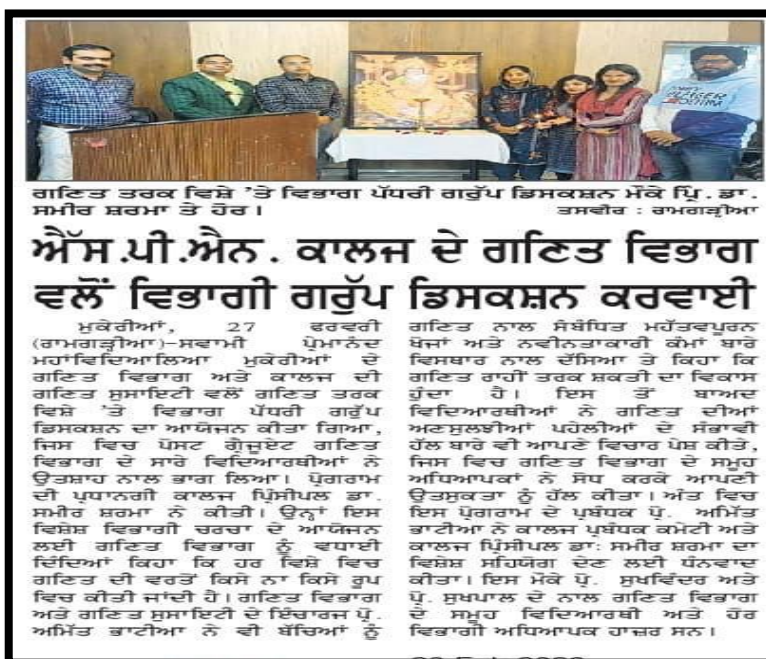 ਗਣਿਤ ਤਰਕ ਵਿਸ਼ੇ 'ਤੇ ਵਿਭਾਗ ਪੱਧਰੀ ਗਰੁੱਪ ਡਿਸਕਸ਼ਨ ਮੌਕੇ ਪ੍ਰਿੰ. ਡਾ.
ਸਮੀਰ ਸ਼ਰਮਾ ਤੇ ਹੋਰ। ਤਸਵੀਰ : ਰਾਮਗੜ੍ਹੀਆ
ਐੱਸ.ਪੀ.ਐਨ. ਕਾਲਜ ਦੇ ਗਣਿਤ ਵਿਭਾਗ
ਵਲੋਂ ਵਿਭਾਗੀ ਗਰੁੱਪ ਡਿਸਕਸ਼ਨ ਕਰਵਾਈ
ਮੁਕੇਰੀਆਂ, 27 ਫਰਵਰੀ
(ਰਾਮਗੜ੍ਹੀਆ)-ਸਵਾਮੀ ਪ੍ਰੇਮਾਨੰਦ
ਮਹਾਂਵਿਦਿਆਲਿਆ ਮੁਕੇਰੀਆਂ ਦੇ
ਗਣਿਤ ਵਿਭਾਗ ਅਤੇ ਕਾਲਜ ਦੀ
ਗਣਿਤ ਸੁਸਾਇਟੀ ਵਲੋਂ ਗਣਿਤ ਤਰਕ
ਵਿਸ਼ੇ 'ਤੇ ਵਿਭਾਗ ਪੱਧਰੀ ਗਰੁੱਪ
ਡਿਸਕਸ਼ਨ ਦਾ ਆਯੋਜਨ ਕੀਤਾ ਗਿਆ,
ਜਿਸ ਵਿਚ ਪੋਸਟ ਗ੍ਰੈਜੂਏਟ ਗਣਿਤ
ਵਿਭਾਗ ਦੇ ਸਾਰੇ ਵਿਦਿਆਰਥੀਆਂ ਨੇ
ਉਤਸ਼ਾਹ ਨਾਲ ਭਾਗ ਲਿਆ। ਪ੍ਰੋਗਰਾਮ
ਦੀ ਪ੍ਰਧਾਨਗੀ ਕਾਲਜ ਪ੍ਰਿੰਸੀਪਲ ਡਾ.
ਸਮੀਰ ਸ਼ਰਮਾ ਨੇ ਕੀਤੀ। ਉਨ੍ਹਾਂ ਇਸ
ਵਿਸ਼ੇਸ਼ ਵਿਭਾਗੀ ਚਰਚਾ ਦੇ ਆਯੋਜਨ
ਲਈ ਗਣਿਤ ਵਿਭਾਗ ਨੂੰ ਵਧਾਈ
ਦਿੰਦਿਆਂ ਕਿਹਾ ਕਿ ਹਰ ਵਿਸ਼ੇ ਵਿਚ
ਗਣਿਤ ਦੀ ਵਰਤੋਂ ਕਿਸੇ ਨਾ ਕਿਸੇ ਰੂਪ
ਵਿਚ ਕੀਤੀ ਜਾਂਦੀ ਹੈ। ਗਣਿਤ ਵਿਭਾਗ
ਅਤੇ ਗਣਿਤ ਸੁਸਾਇਟੀ ਦੇ ਇੰਚਾਰਜ ਪ੍ਰੋ.
ਅਮਿੱਤ ਭਾਟੀਆ ਨੇ ਵੀ ਬੱਚਿਆਂ ਨੂੰ
ਗਣਿਤ ਨਾਲ ਸੰਬੰਧਿਤ ਮਹੱਤਵਪੂਰਨ
ਖੋਜਾਂ ਅਤੇ ਨਵੀਨਤਾਕਾਰੀ ਕੰਮਾਂ ਬਾਰੇ
ਵਿਸਥਾਰ ਨਾਲ ਦੱਸਿਆ ਤੇ ਕਿਹਾ ਕਿ
ਗਣਿਤ ਰਾਹੀਂ ਤਰਕ ਸ਼ਕਤੀ ਦਾ ਵਿਕਾਸ
ਹੁੰਦਾ ਹੈ। ਇਸ ਤੋਂ ਬਾਅਦ
ਵਿਦਿਆਰਥੀਆਂ ਨੇ ਗਣਿਤ ਦੀਆਂ
ਅਣਸੁਲਝੀਆਂ ਪਹੇਲੀਆਂ ਦੇ ਸੰਭਾਵੀ
ਹੱਲ ਬਾਰੇ ਵੀ ਆਪਣੇ ਵਿਚਾਰ ਪੇਸ਼ ਕੀਤੇ,
ਜਿਸ ਵਿਚ ਗਣਿਤ ਵਿਭਾਗ ਦੇ ਸਮੂਹ
ਅਧਿਆਪਕਾਂ ਨੇ ਸੋਧ ਕਰਕੇ ਆਪਣੀ
ਉਤਸੁਕਤਾ ਨੂੰ ਹੱਲ ਕੀਤਾ। ਅੰਤ ਵਿਚ
ਇਸ ਪ੍ਰੋਗਰਾਮ ਦੇ ਪ੍ਰਬੰਧਕ ਪ੍ਰੋ. ਅਮਿੱਤ
ਭਾਟੀਆ ਨੇ ਕਾਲਜ ਪ੍ਰਬੰਧਕ ਕਮੇਟੀ ਅਤੇ
ਕਾਲਜ ਪ੍ਰਿੰਸੀਪਲ ਡਾ: ਸਮੀਰ ਸ਼ਰਮਾ ਦਾ
ਵਿਸ਼ੇਸ਼ ਸਹਿਯੋਗ ਦੇਣ ਲਈ ਧੰਨਵਾਦ
ਕੀਤਾ। ਇਸ ਮੌਕੇ ਪ੍ਰੋ. ਸੁਖਵਿੰਦਰ ਅਤੇ
ਪ੍ਰੋ. ਸੁਖਪਾਲ ਦੇ ਨਾਲ ਗਣਿਤ ਵਿਭਾਗ
ਦੇ ਸਮੂਹ ਵਿਦਿਆਰਥੀ ਅਤੇ ਹੋਰ
ਵਿਭਾਗੀ ਅਧਿਆਪਕ ਹਾਜ਼ਰ ਸਨ।